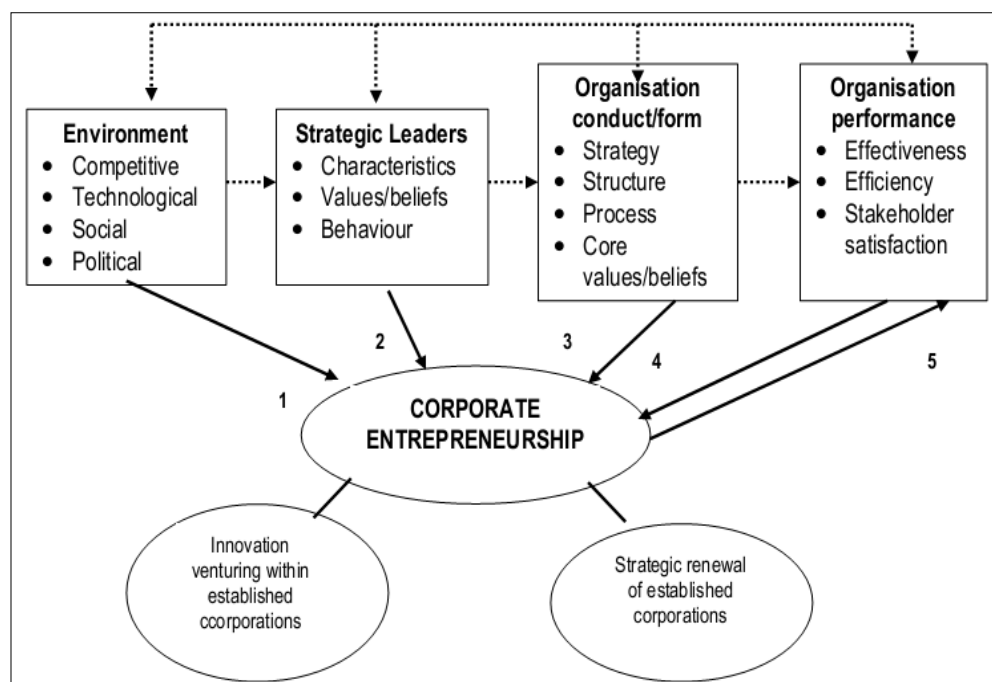 Environment
• Competitive
• Technological
• Social
• Political
Strategic Leaders
• Characteristics
• Values/beliefs
• Behaviour
Organisation
conduct/form
• Strategy
• Structure
• Process
• Core
values/beliefs
Organisation
performance
• Effectiveness
• Efficiency
• Stakeholder
satisfaction
1
2
3
4
5
CORPORATE
ENTREPRENEURSHIP
Innovation
venturing within
established
ccorporations
Strategic renewal
of established
corporations